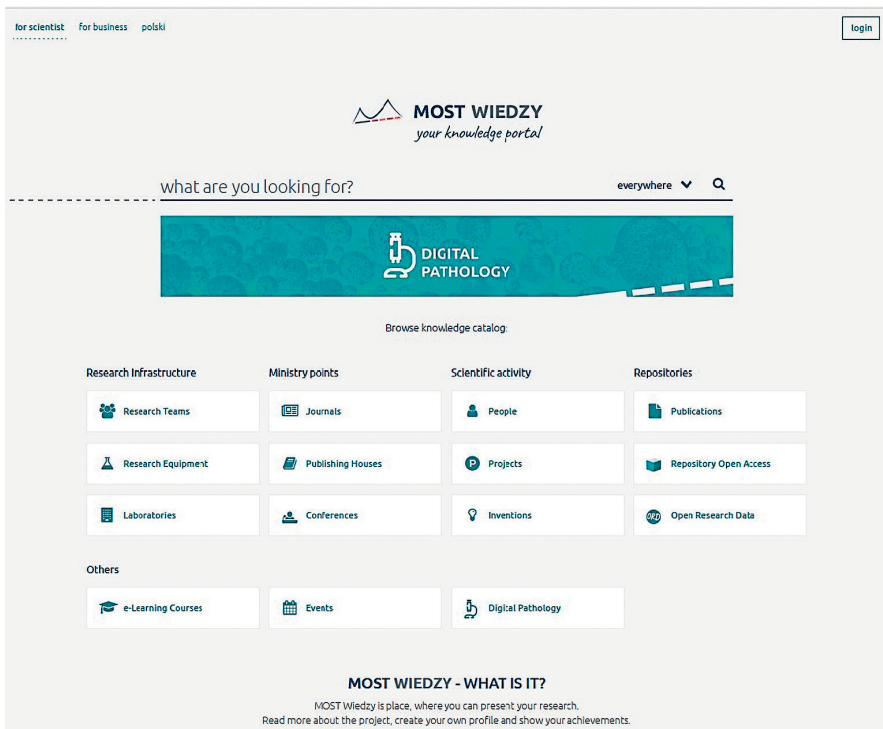 for scientist for business polski login
MOST WIEDZY
your knowledge portal
what are you looking for? everywhere
DIGITAL
PATHOLOGY
Browse knowledge catalog:
Research Infrastructure Ministry points Scientific activity Repositories
Research Teams Journals People Publications
Research Equipment Publishing Houses P Projects Repository Open Access
Laboratories Conferences Inventions ORD Open Research Data
Others
e-Learning Courses Events Digital Pathology
MOST WIEDZY - WHAT IS IT?
MOST Wiedzy is place, where you can present your research.
Read more about the project, create your own profile and show your achievements.